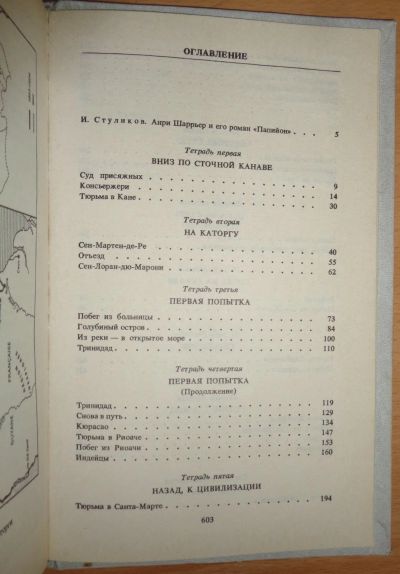 ОГЛАВЛЕНИЕ
И. Стуликов. Анри Шаррьер и его роман «Папийон» . . . 5
Тетрадь первая
ВНИЗ ПО СТОЧНОЙ КАНАВЕ
Суд присяжных . . . 9
Консьержери . . . 14
Тюрьма в Кане . . . 30
Тетрадь вторая
НА КАТОРГУ
Сен-Мартен-де-Ре . . . 40
Отъезд . . . 55
Сен-Лоран-дю-Марони . . . 62
Тетрадь третья
ПЕРВАЯ ПОПЫТКА
Побег из больницы . . . 73
Голубиный остров . . . 84
Из реки — в открытое море . . . 100
Тринидад . . . 110
Тетрадь четвертая
ПЕРВАЯ ПОПЫТКА
(Продолжение)
Тринидад . . . 119
Снова в путь . . . 129
Кюрасао . . . 134
Тюрьма в Риоаче . . . 147
Побег из Риоачи . . . 153
Индейцы . . . 160
Тетрадь пятая
НАЗАД, К ЦИВИЛИЗАЦИИ
Тюрьма в Санта-Марте . . . 194
603
FRANÇAISE